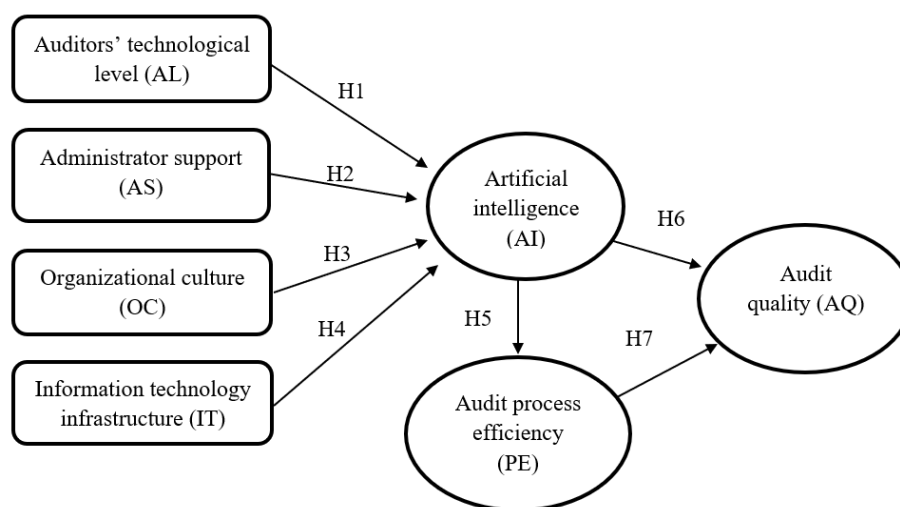 Auditors’ technological
level (AL)
H1
Administrator support
(AS)
H2
Organizational culture
(OC)
H3
Information technology
infrastructure (IT)
H4
Artificial
intelligence
(AI)
H5
H6
Audit process
efficiency
(PE)
H7
Audit
quality (AQ)